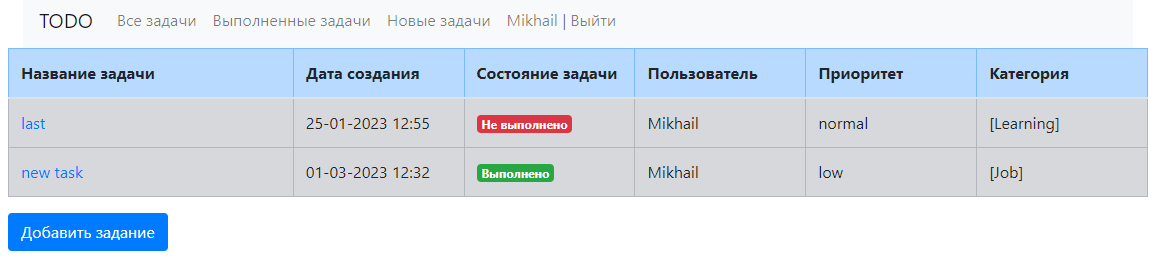 TODO Все задачи Выполненные задачи Новые задачи Mikhail | Выйти
Название задачи Дата создания Состояние задачи Пользователь Приоритет Категория
last 25-01-2023 12:55 Не выполнено Mikhail normal [Learning]
new task 01-03-2023 12:32 Выполнено Mikhail low [Job]
Добавить задание